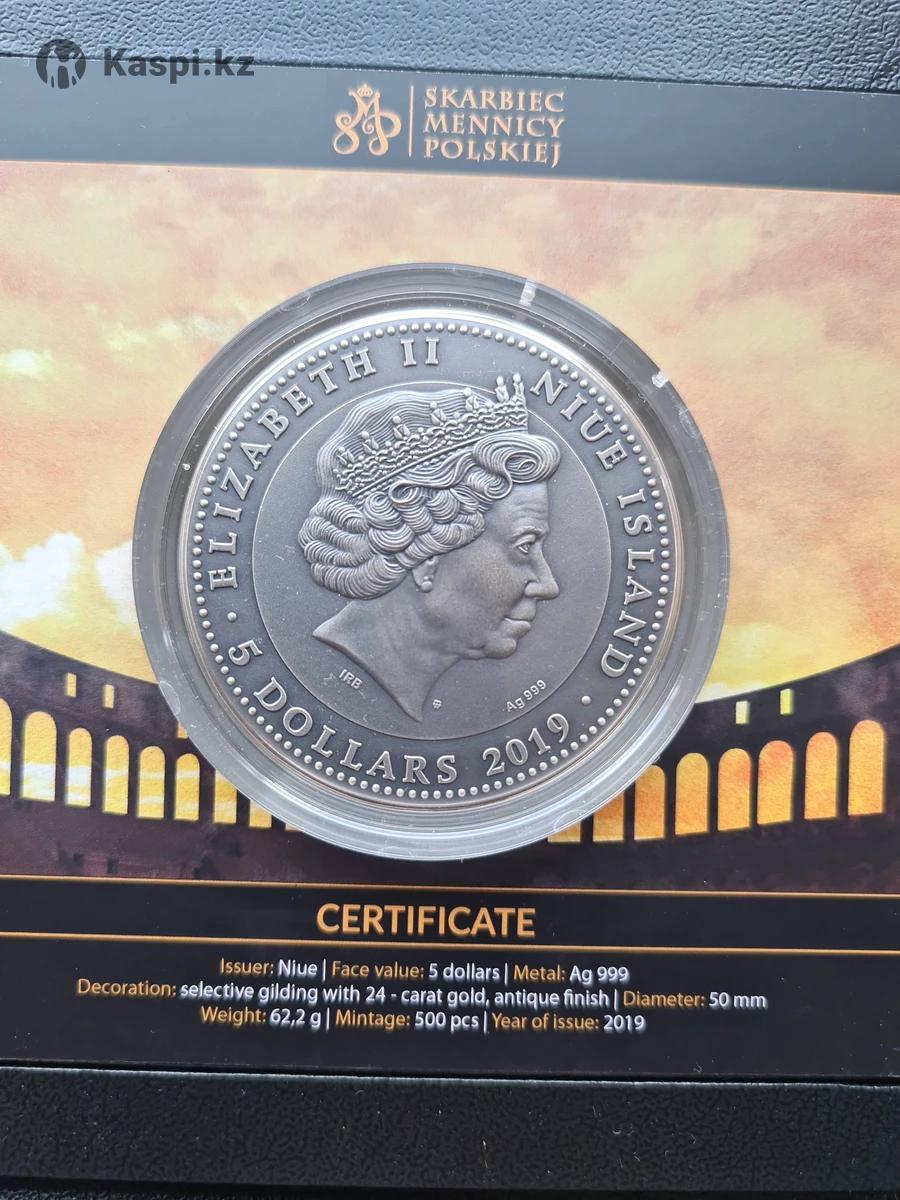 Kaspi.kz
SKARBIEC
MENNICY
POLSKIEJ
ELIZABETH II NIUE ISLAND
· 5 DOLLARS 2019 ·
IRB
Ag 999
CERTIFICATE
Issuer: Niue | Face value: 5 dollars | Metal: Ag 999
Decoration: selective gilding with 24 - carat gold, antique finish | Diameter: 50 mm
Weight: 62,2 g | Mintage: 500 pcs | Year of issue: 2019